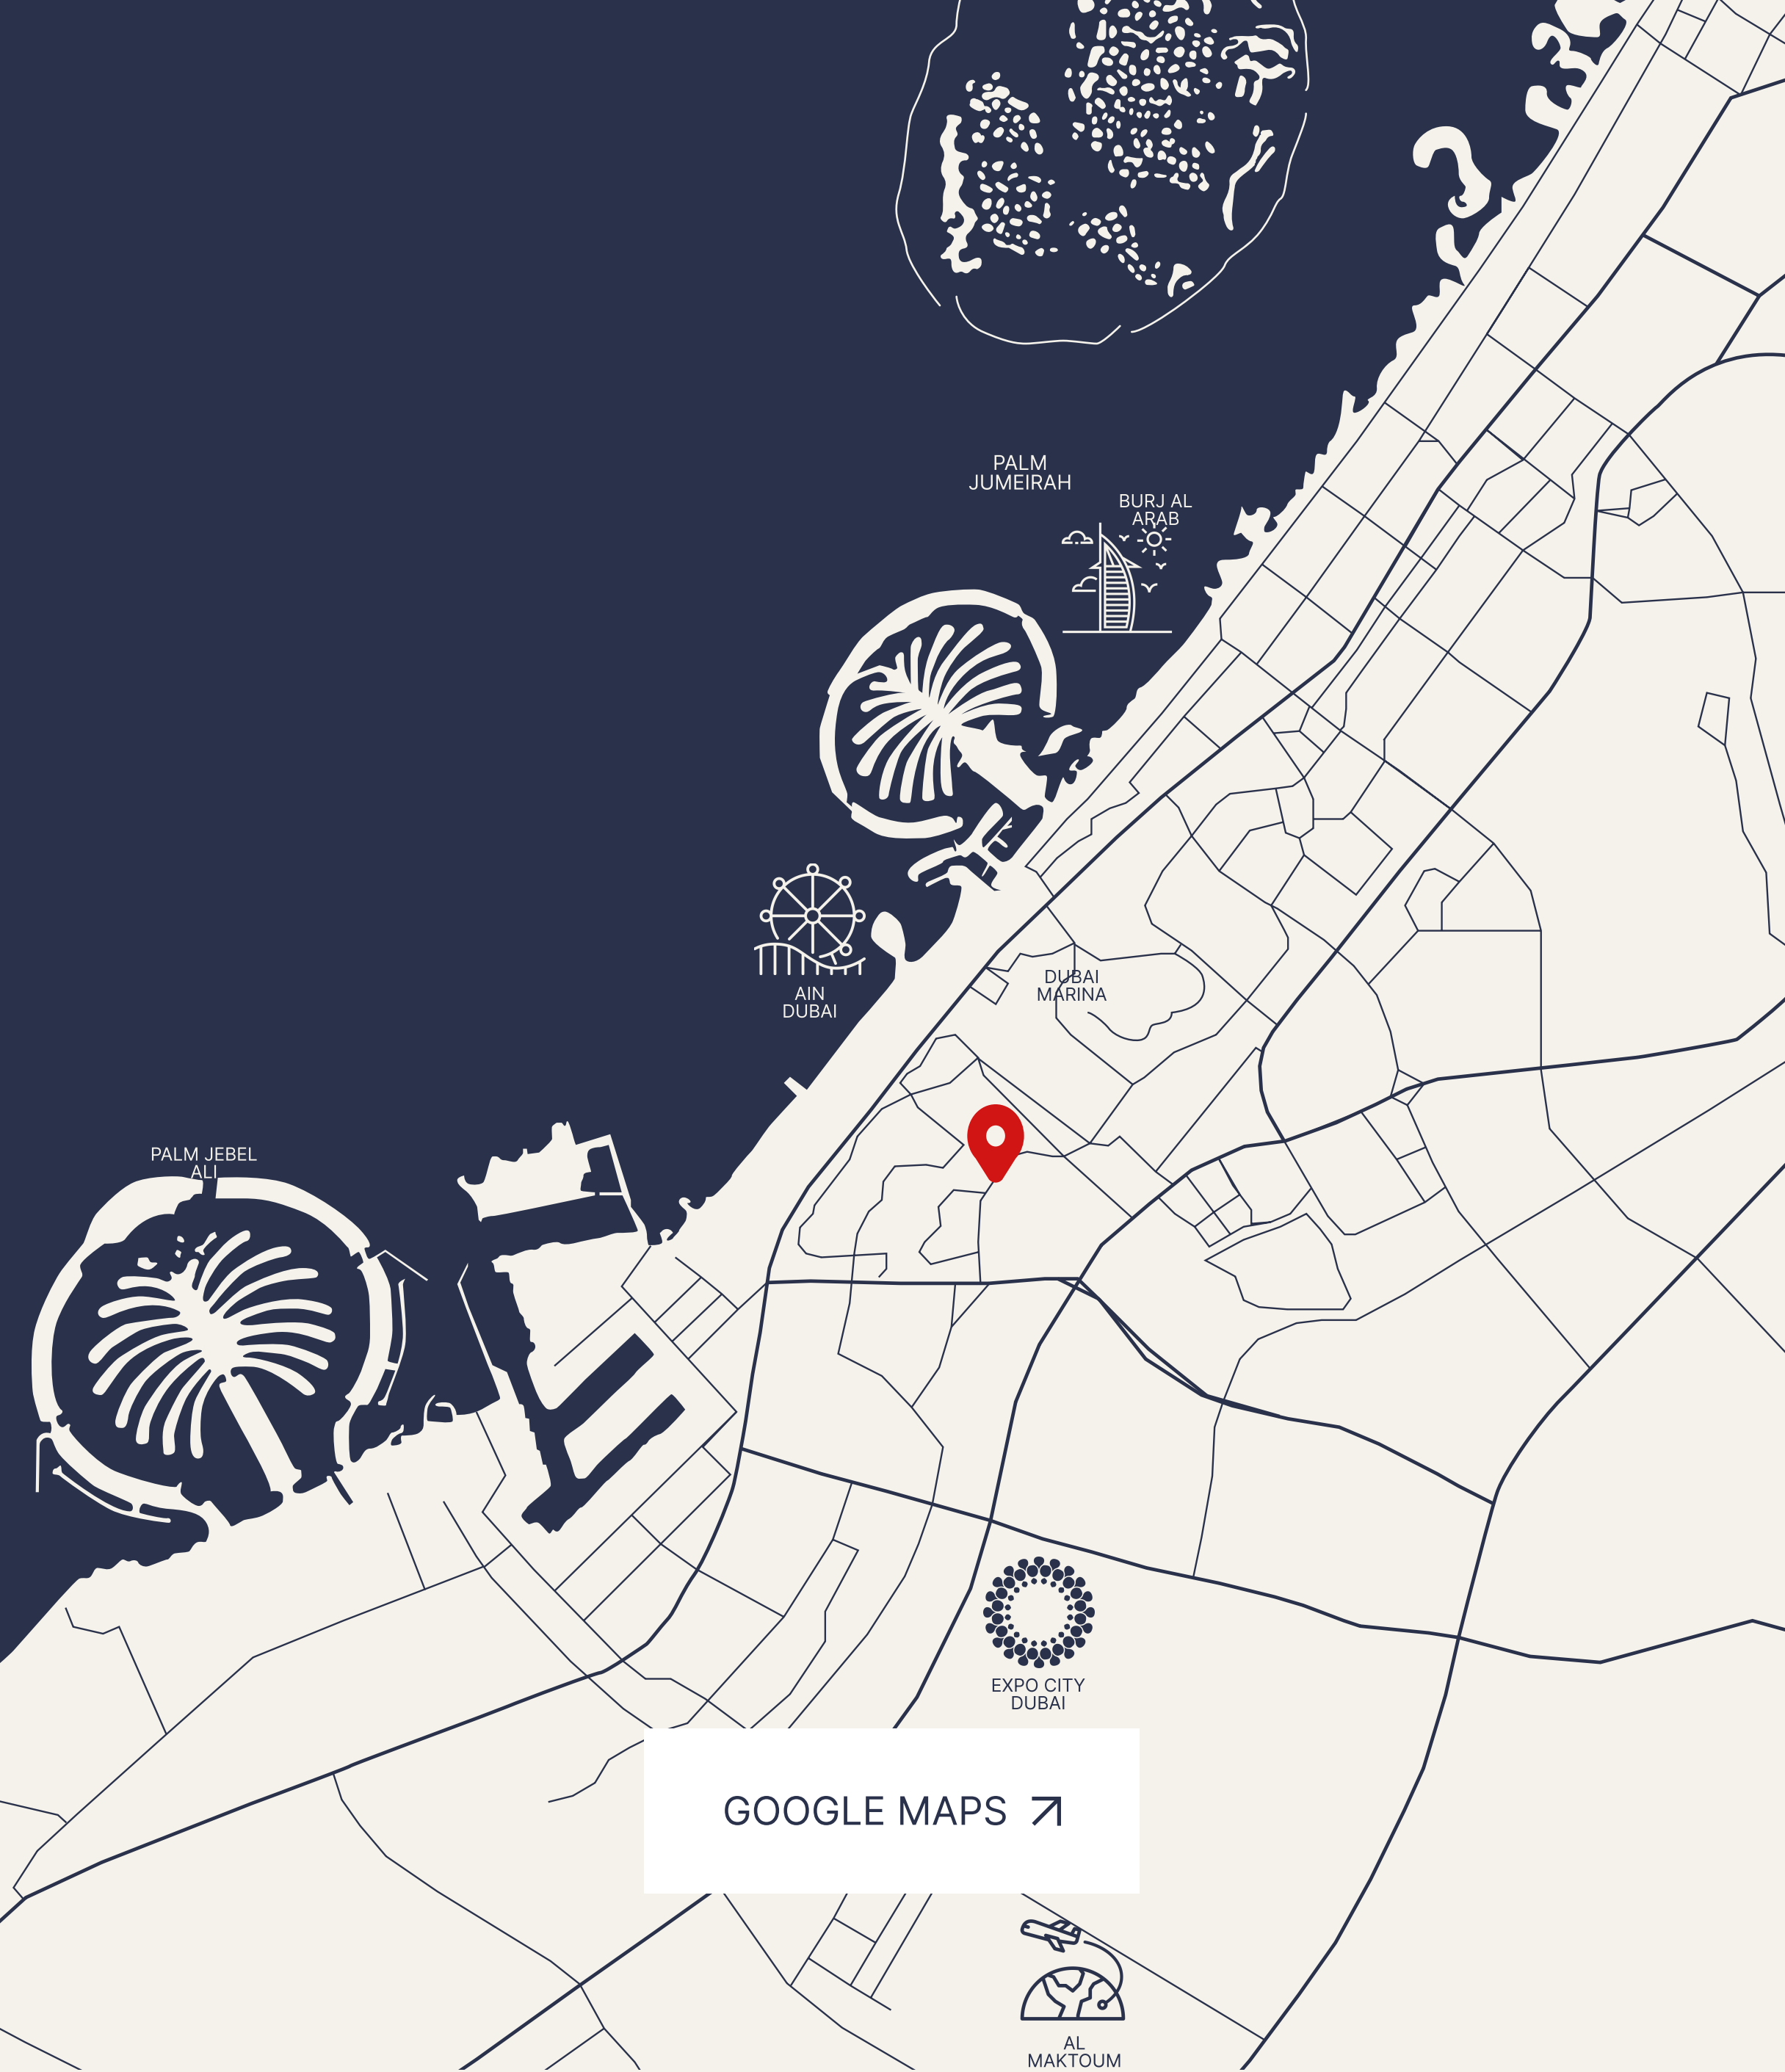 PALM
JUMEIRAH
BURJ AL
ARAB
AIN
DUBAI
DUBAI
MARINA
PALM JEBEL
ALI
EXPO CITY
DUBAI
GOOGLE MAPS
AL
MAKTOUM